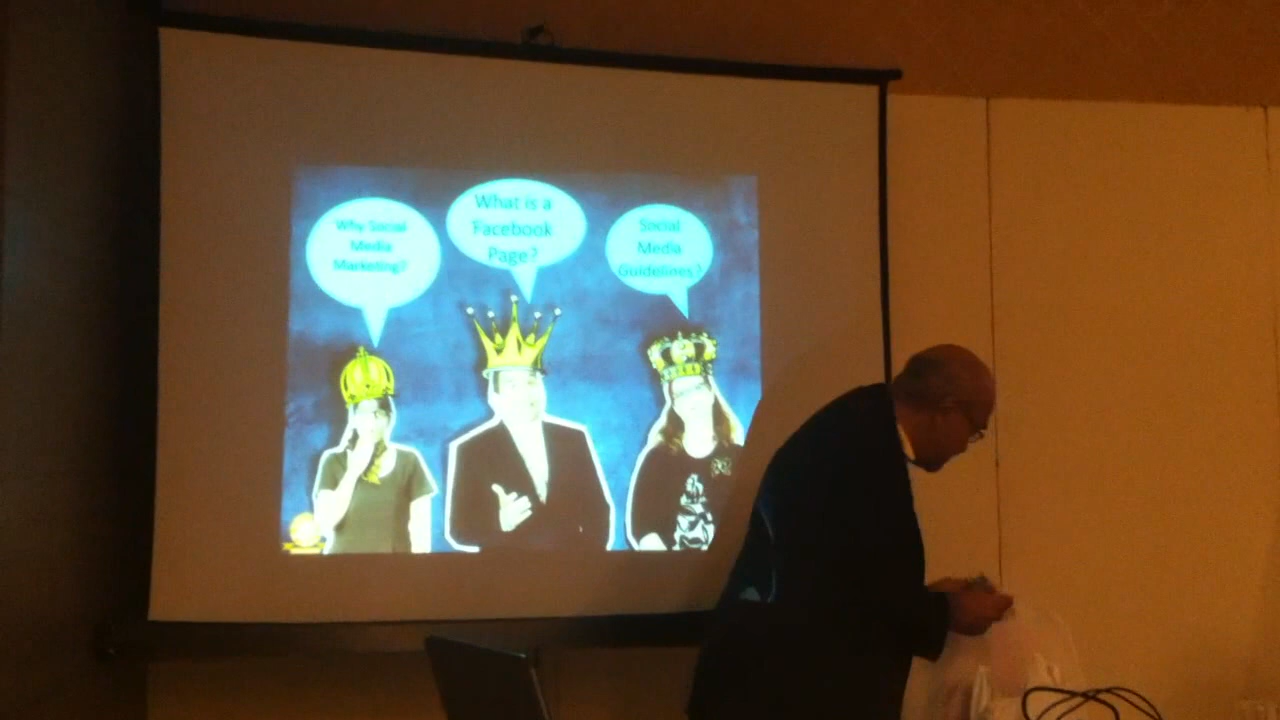 Why Social
Media
Marketing?
What is a
Facebook
Page?
Social
Media
Guidelines?